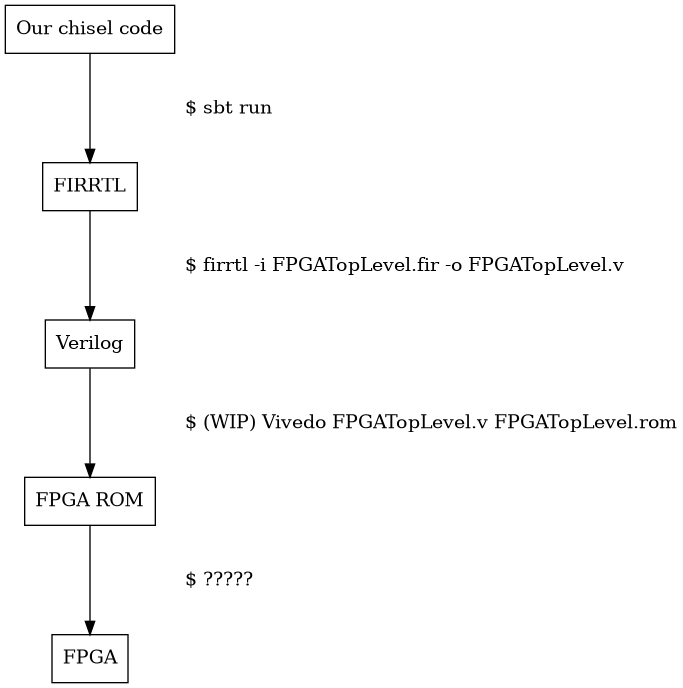 Our chisel code
$ sbt run
FIRRTL
$ firrtl -i FPGATopLevel.fir -o FPGATopLevel.v
Verilog
$ (WIP) Vivedo FPGATopLevel.v FPGATopLevel.rom
FPGA ROM
$ ?????
FPGA